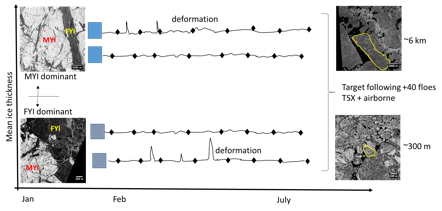 deformation
MYI
FYI
MYI dominant
FYI dominant
FYI
MYI
Mean ice thickness
deformation
~6 km
Target following +40 floes
TSX + airborne
~300 m
Jan
Feb
July